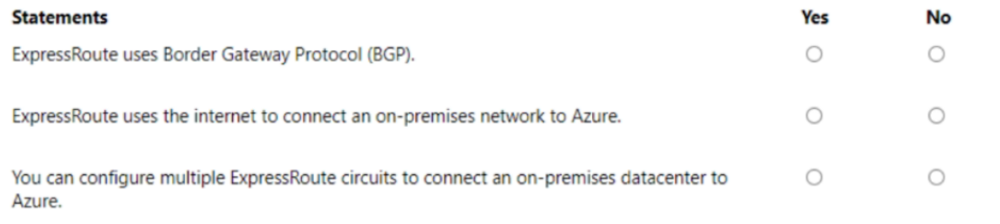 Statements Yes No
ExpressRoute uses Border Gateway Protocol (BGP).
ExpressRoute uses the internet to connect an on-premises network to Azure.
You can configure multiple ExpressRoute circuits to connect an on-premises datacenter to
Azure.